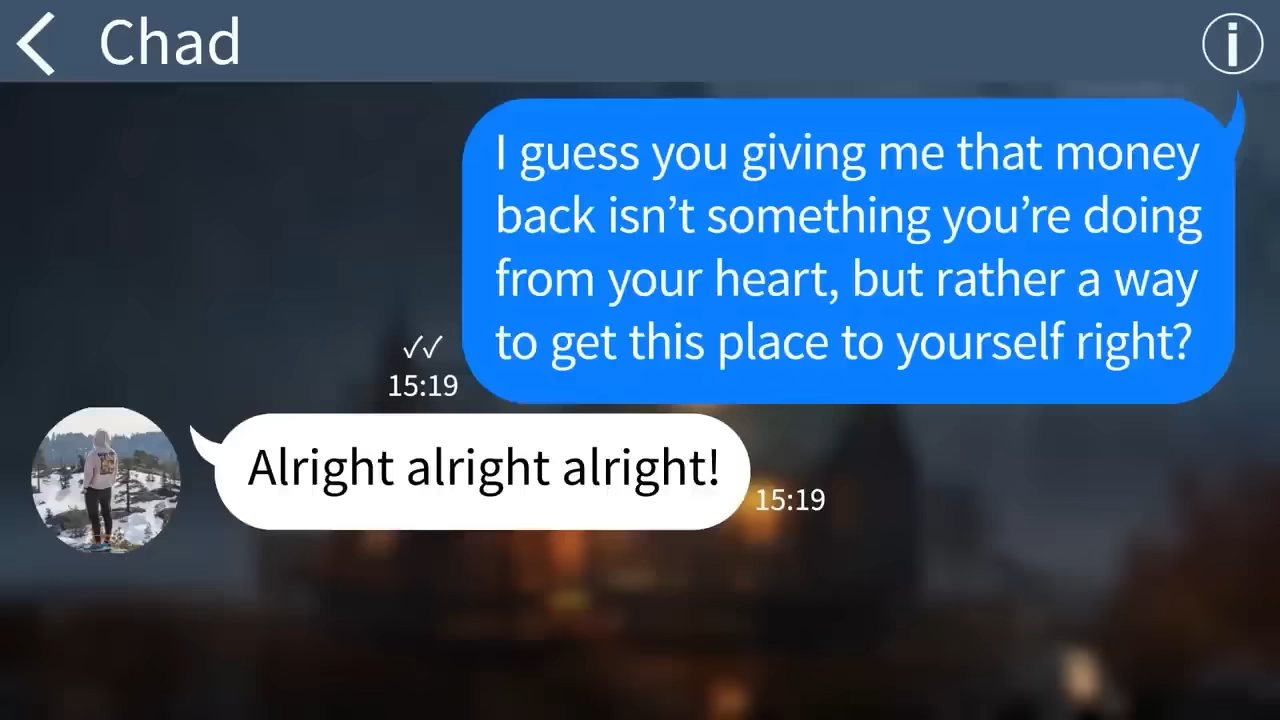 Chad
I guess you giving me that money
back isn’t something you’re doing
from your heart, but rather a way
to get this place to yourself right?
15:19
Alright alright alright!
15:19